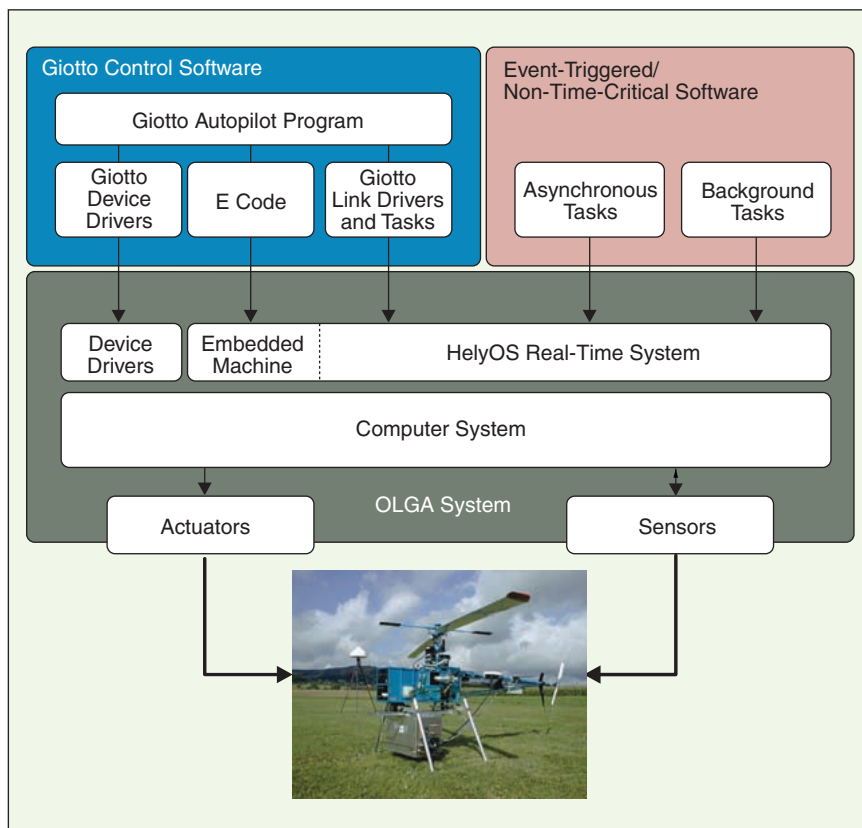 Giotto Control Software
Event-Triggered/
Non-Time-Critical Software
Giotto Autopilot Program
Giotto
Device
Drivers
E Code
Giotto
Link Drivers
and Tasks
Asynchronous
Tasks
Background
Tasks
Device
Drivers
Embedded
Machine
HelyOS Real-Time System
Computer System
OLGA System
Actuators
Sensors